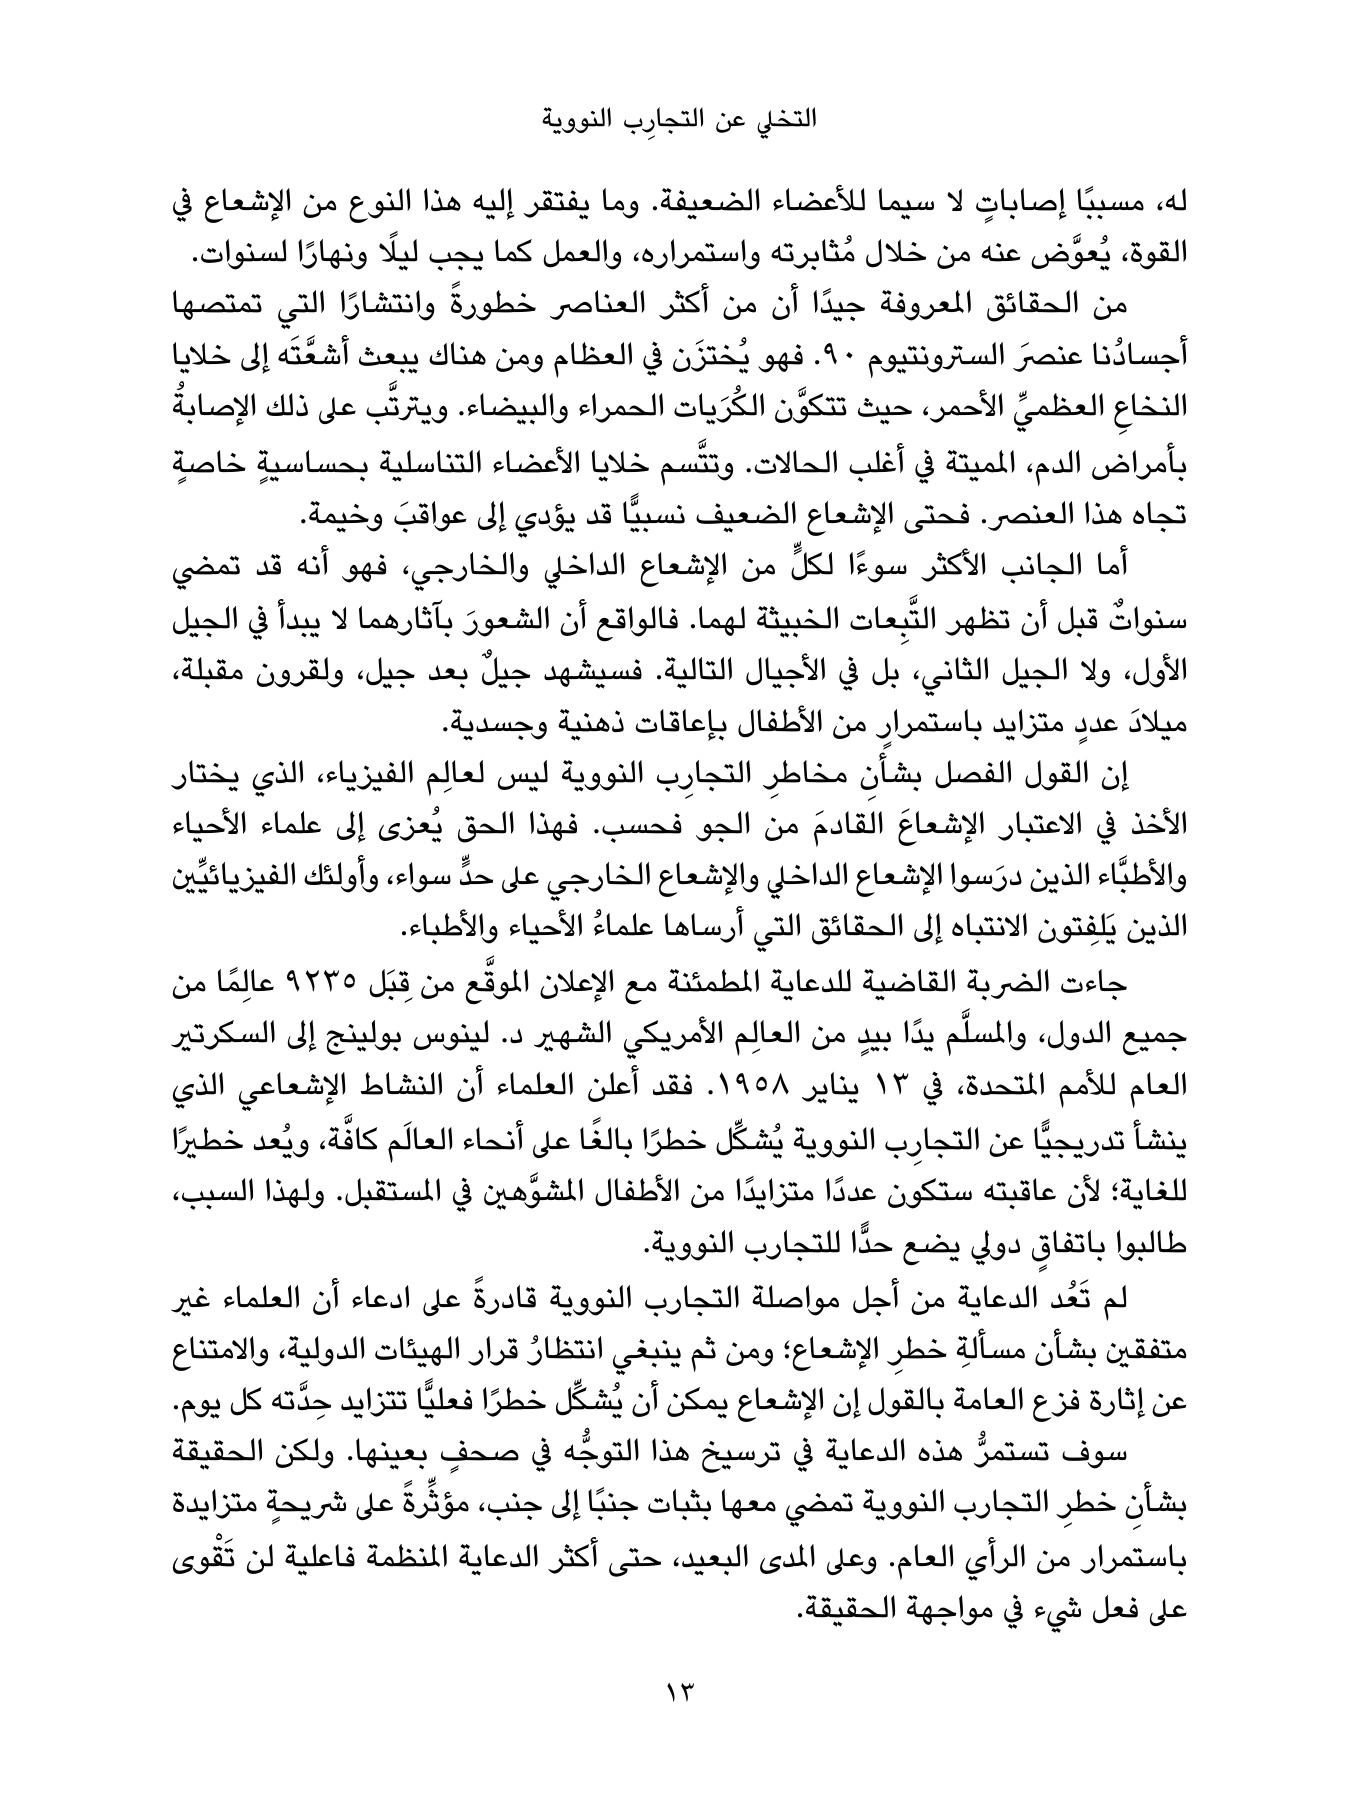 التخلي عن التجارِب النووية
له، مسببًا إصاباتٍ لا سيما للأعضاء الضعيفة. وما يفتقر إليه هذا النوع من الإشعاع في
القوة، يُعوَّض عنه من خلال مُثابرته واستمراره، والعمل كما يجب ليلًا ونهارًا لسنوات.
من الحقائق المعروفة جيدًا أن من أكثر العناصر خطورةً وانتشارًا التي تمتصها
أجسادُنا عنصرَ السترونتيوم ٩٠. فهو يُختزَن في العظام ومن هناك يبعث أشعَّتَه إلى خلايا
النخاعِ العظميِّ الأحمر، حيث تتكوَّن الكُرَيات الحمراء والبيضاء. ويترتَّب على ذلك الإصابةُ
بأمراض الدم، المميتة في أغلب الحالات. وتتَّسم خلايا الأعضاء التناسلية بحساسيةٍ خاصةٍ
تجاه هذا العنصر. فحتى الإشعاع الضعيف نسبيًّا قد يؤدي إلى عواقبَ وخيمة.
أما الجانب الأكثر سوءًا لكلٍّ من الإشعاع الداخلي والخارجي، فهو أنه قد تمضي
سنواتٌ قبل أن تظهر التَّبِعات الخبيثة لهما. فالواقع أن الشعورَ بآثارهما لا يبدأ في الجيل
الأول، ولا الجيل الثاني، بل في الأجيال التالية. فسيشهد جيلٌ بعد جيل، ولقرون مقبلة،
ميلادَ عددٍ متزايد باستمرارٍ من الأطفال بإعاقات ذهنية وجسدية.
إن القول الفصل بشأنِ مخاطرِ التجارِب النووية ليس لعالِم الفيزياء، الذي يختار
الأخذ في الاعتبار الإشعاعَ القادمَ من الجو فحسب. فهذا الحق يُعزى إلى علماء الأحياء
والأطبَّاء الذين درَسوا الإشعاع الداخلي والإشعاع الخارجي على حدٍّ سواء، وأولئك الفيزيائيِّين
الذين يَلفِتون الانتباه إلى الحقائق التي أرساها علماءُ الأحياء والأطباء.
جاءت الضربة القاضية للدعاية المطمئنة مع الإعلان الموقَّع من قِبَل ٩٢٣٥ عالِمًا من
جميع الدول، والمسلَّم يدًا بيدٍ من العالِم الأمريكي الشهير د. لينوس بولينج إلى السكرتير
العام للأمم المتحدة، في ١٣ يناير ١٩٥٨. فقد أعلن العلماء أن النشاط الإشعاعي الذي
ينشأ تدريجيًّا عن التجارِب النووية يُشكِّل خطرًا بالغًا على أنحاء العالَم كافَّة، ويُعد خطيرًا
للغاية؛ لأن عاقبته ستكون عددًا متزايدًا من الأطفال المشوَّهين في المستقبل. ولهذا السبب،
طالبوا باتفاقٍ دولي يضع حدًّا للتجارب النووية.
لم تَعُد الدعاية من أجل مواصلة التجارب النووية قادرةً على ادعاء أن العلماء غير
متفقين بشأن مسألةِ خطرِ الإشعاع؛ ومن ثم ينبغي انتظارُ قرار الهيئات الدولية، والامتناع
عن إثارة فزع العامة بالقول إن الإشعاع يمكن أن يُشكِّل خطرًا فعليًّا تتزايد حِدَّته كل يوم.
سوف تستمرُّ هذه الدعاية في ترسيخ هذا التوجُّه في صحفٍ بعينها. ولكن الحقيقة
بشأنِ خطرِ التجارب النووية تمضي معها بثبات جنبًا إلى جنب، مؤثِّرةً على شريحةٍ متزايدة
باستمرار من الرأي العام. وعلى المدى البعيد، حتى أكثر الدعاية المنظمة فاعلية لن تَقْوى
على فعل شيء في مواجهة الحقيقة.
١٣